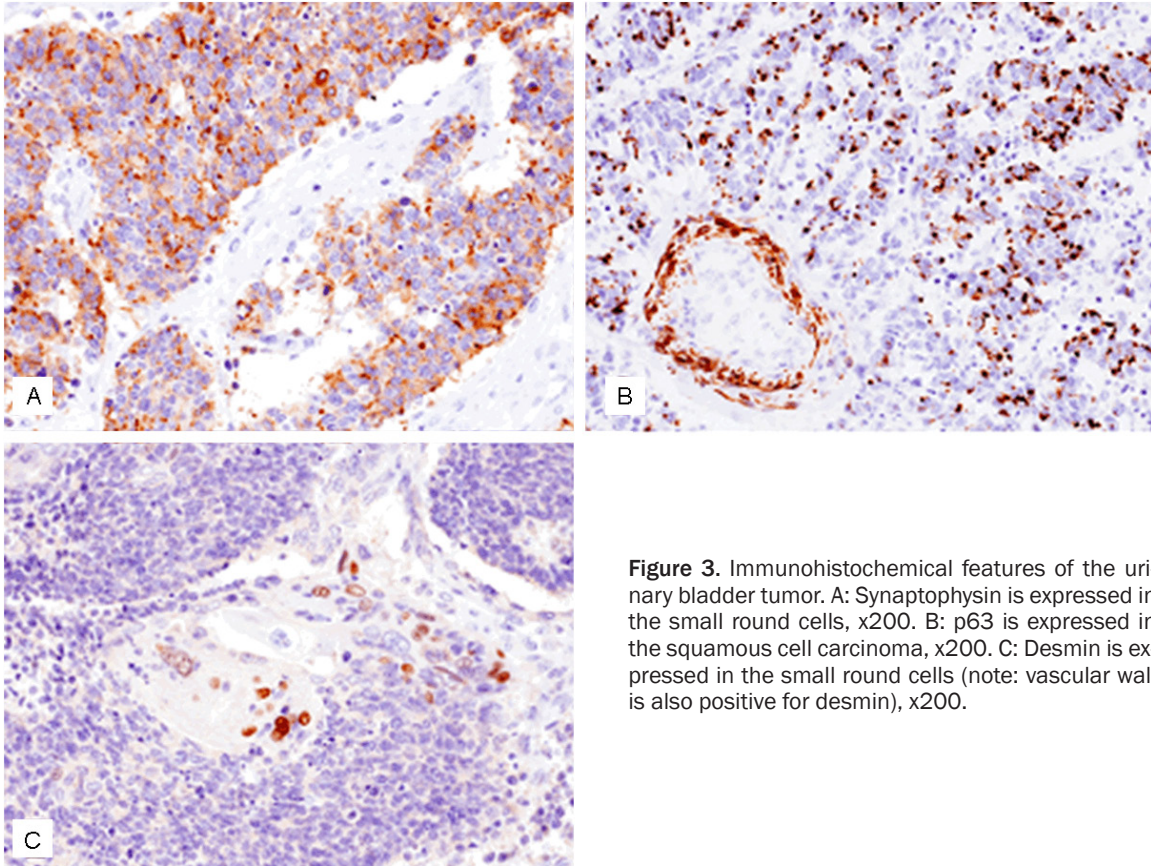 A
B
C
Figure 3. Immunohistochemical features of the uri-
nary bladder tumor. A: Synaptophysin is expressed in
the small round cells, x200. B: p63 is expressed in
the squamous cell carcinoma, x200. C: Desmin is ex-
pressed in the small round cells (note: vascular wal
is also positive for desmin), x200.